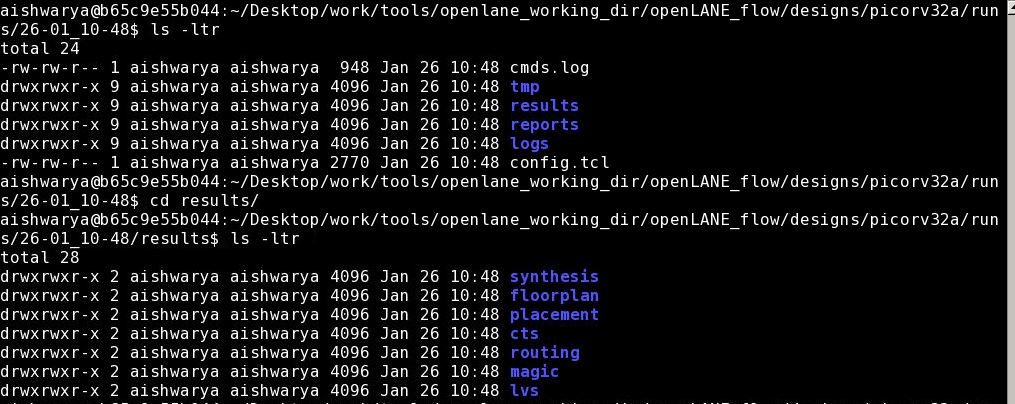 aishwarya@b65c9e55b044:~/Desktop/work/tools/openlane_working_dir/openLANE_flow/designs/picorv32a/run
s/26-01_10-48$ ls -ltr
total 24
-rw-rw-r-- 1 aishwarya aishwarya  948 Jan 26 10:48 cmds.log
drwxrwxr-x 9 aishwarya aishwarya 4096 Jan 26 10:48 tmp
drwxrwxr-x 9 aishwarya aishwarya 4096 Jan 26 10:48 results
drwxrwxr-x 9 aishwarya aishwarya 4096 Jan 26 10:48 reports
drwxrwxr-x 9 aishwarya aishwarya 4096 Jan 26 10:48 logs
-rw-rw-r-- 1 aishwarya aishwarya 2770 Jan 26 10:48 config.tcl
aishwarya@b65c9e55b044:~/Desktop/work/tools/openlane_working_dir/openLANE_flow/designs/picorv32a/run
s/26-01_10-48$ cd results/
aishwarya@b65c9e55b044:~/Desktop/work/tools/openlane_working_dir/openLANE_flow/designs/picorv32a/run
s/26-01_10-48/results$ ls -ltr
total 28
drwxrwxr-x 2 aishwarya aishwarya 4096 Jan 26 10:48 synthesis
drwxrwxr-x 2 aishwarya aishwarya 4096 Jan 26 10:48 floorplan
drwxrwxr-x 2 aishwarya aishwarya 4096 Jan 26 10:48 placement
drwxrwxr-x 2 aishwarya aishwarya 4096 Jan 26 10:48 cts
drwxrwxr-x 2 aishwarya aishwarya 4096 Jan 26 10:48 routing
drwxrwxr-x 2 aishwarya aishwarya 4096 Jan 26 10:48 magic
drwxrwxr-x 2 aishwarya aishwarya 4096 Jan 26 10:48 lvs